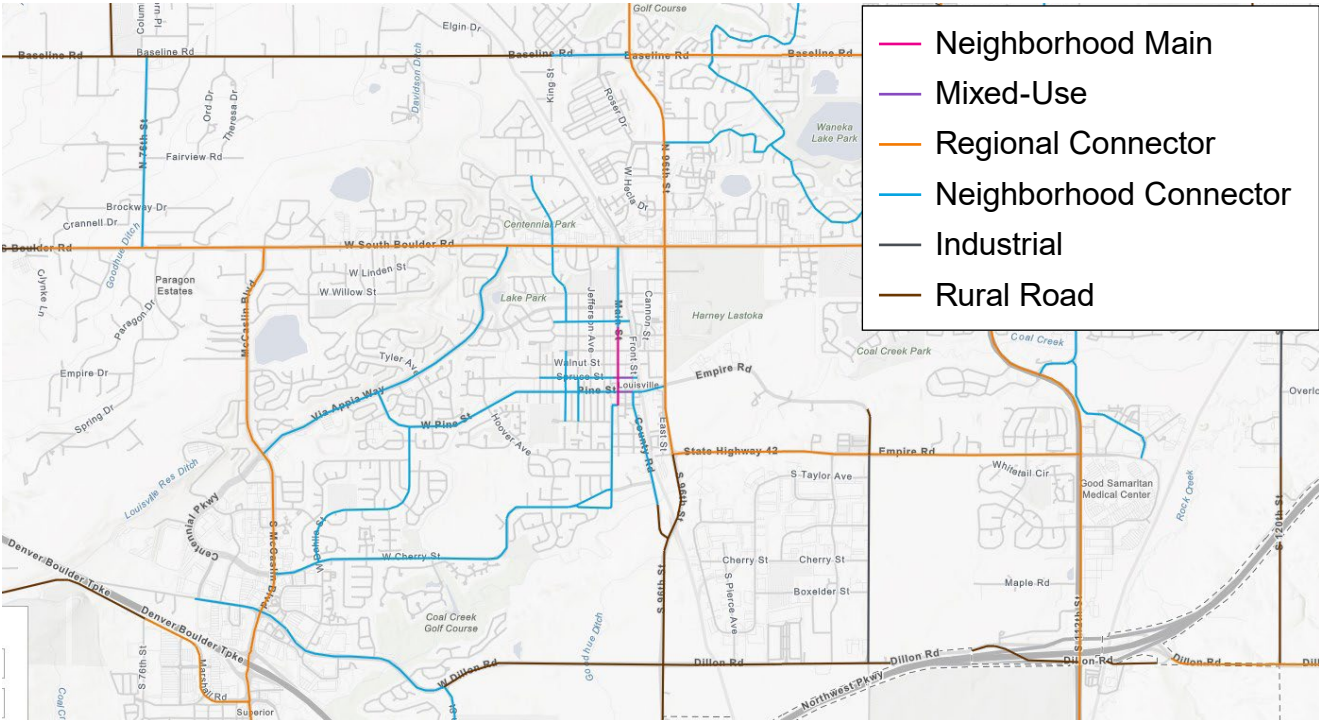 Golf Course
Elgin Dr
Baseline Rd
Baseline Rd
Baseline Rd
Baseline Rd
Baseline Rd
Davidson Ditch
King St
Roser Dr
Ord Dr
Theresa Dr
N 76th St
Fairview Rd
N 95th St
Waneka
Lake Park
W Hecla Dr
Brockway Dr
Crannell Dr
Goodhue Ditch
Centennial Park
S Boulder Rd
W South Boulder Rd
W Linden St
W Willow St
Paragon
Estates
Clynke Ln
Paragon Dr
McCaslin Blvd
Lake Park
Jefferson Ave
Main St
Cannon St
Front St
Harney Lastoka
Coal Creek Park
Coal Creek
Tyler Ave
Walnut St
Spruce St
Pine St
Louisville
Empire Rd
Empire Dr
Spring Dr
Via Appia Way
W Pine St
Hoover Ave
County Rd
East St
State Highway 42
Empire Rd
S Taylor Ave
Whitetail Cir
Good Samaritan
Medical Center
Rock Creek
Louisville Res Ditch
Centennial Pkwy
S McCaslin Blvd
W Dahlia St
W Cherry St
S 96th St
S 96th St
Cherry St
Cherry St
Boxelder St
S Pierce Ave
Maple Rd
S 112th St
S 120th St
Denver Boulder Tpke
Denver Boulder Tpke
Coal Creek
Golf Course
Goodhue Ditch
S 76th St
Marshall Rd
Superior
W Dillon Rd
Dillon Rd
Dillon Rd
Dillon Rd
Dillon Rd
Northwest Pkwy
Neighborhood Main
Mixed-Use
Regional Connector
Neighborhood Connector
Industrial
Rural Road